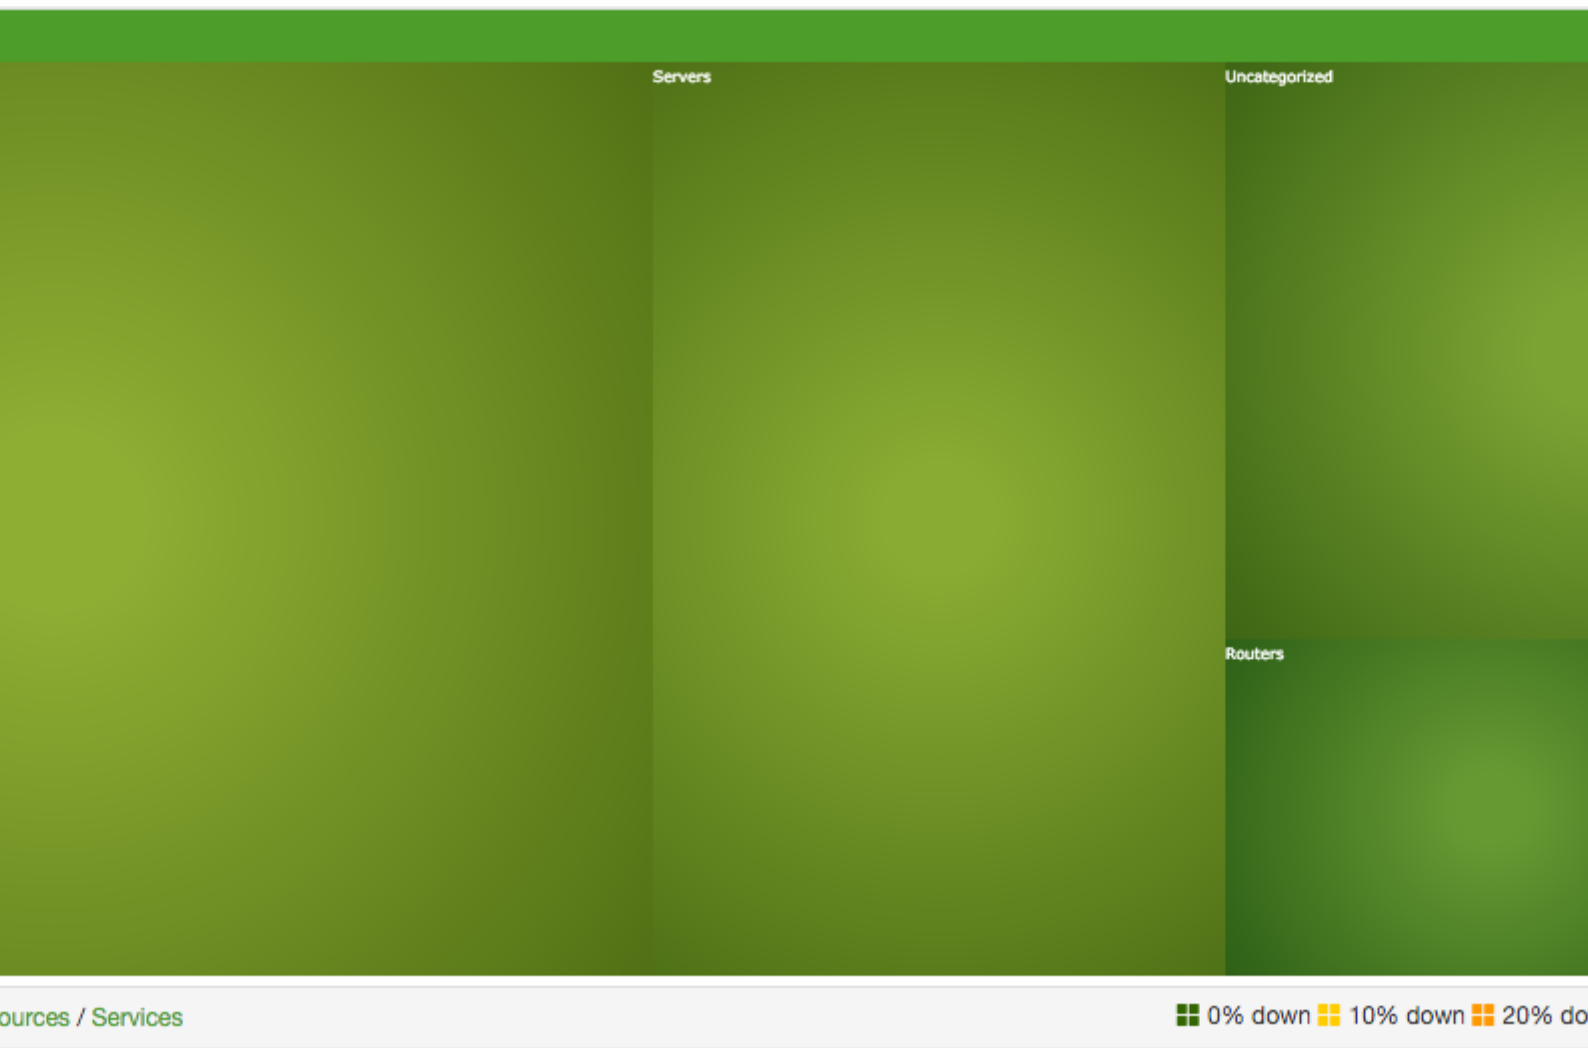 Servers
Uncategorized
Routers
ources / Services
0% down 10% down 20% do